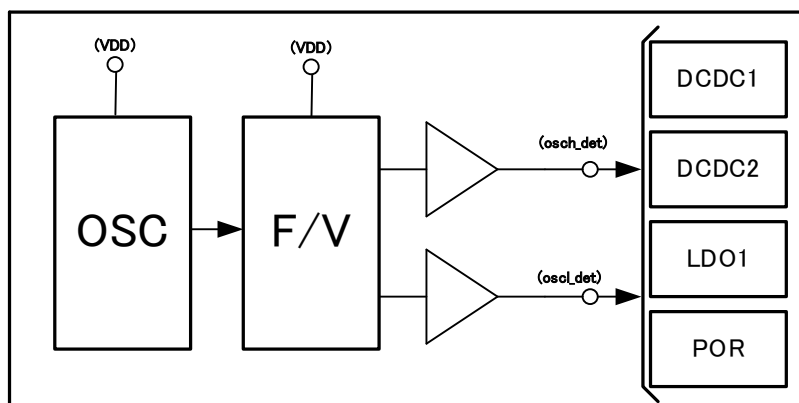 (VDD)
(VDD)
OSC
F/V
(osch_det)
(oscl_det)
DCDC1
DCDC2
LDO1
POR